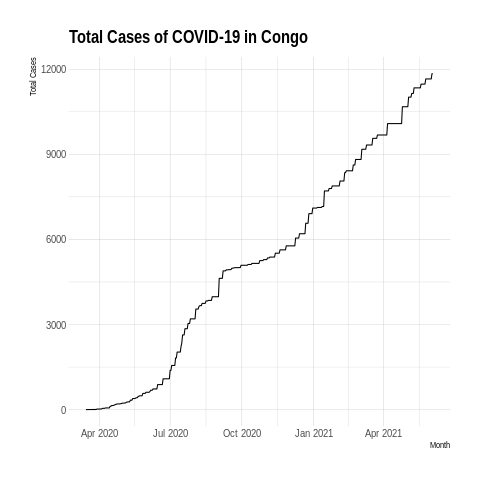 Total Cases of COVID-19 in Congo
Total Cases
12000
9000
6000
3000
0
Apr 2020 Jul 2020 Oct 2020 Jan 2021 Apr 2021
Month